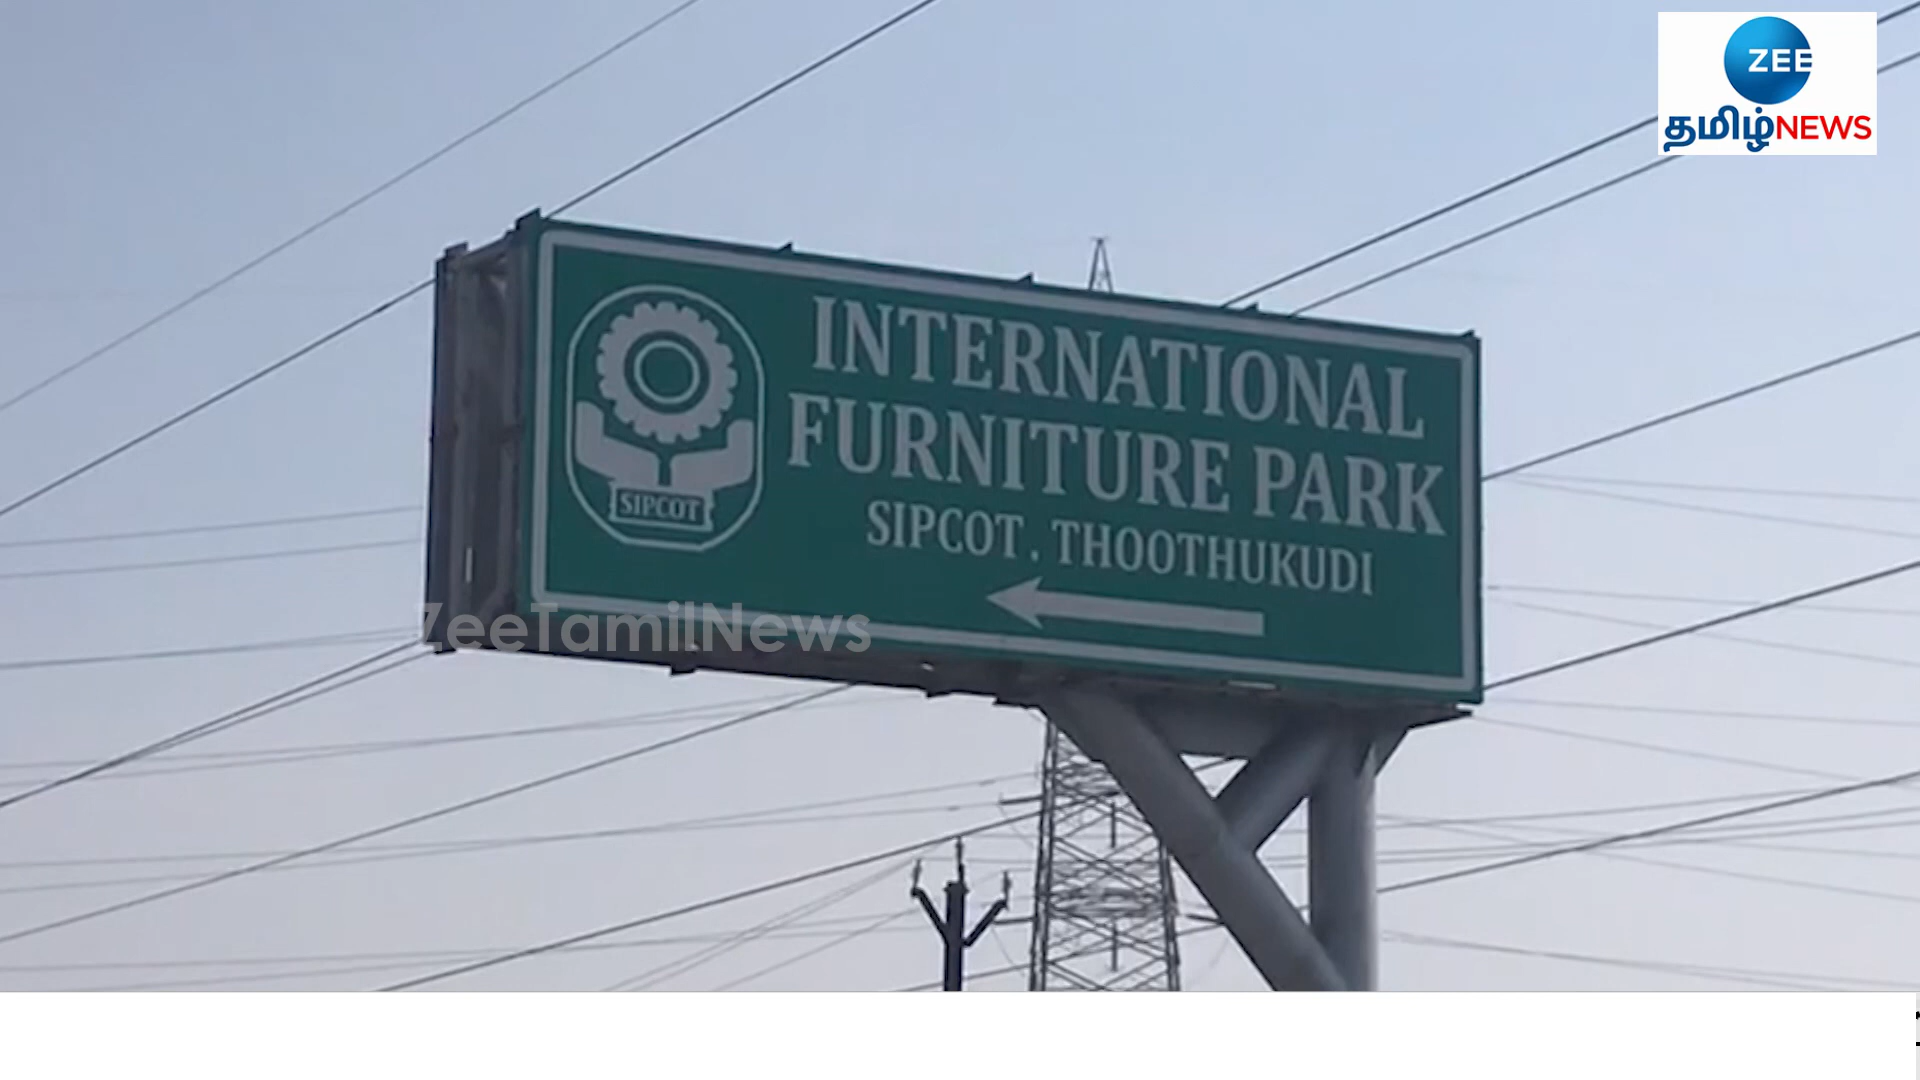 ZEE
தமிழ்NEWS
INTERNATIONAL
FURNITURE PARK
SIPCOT . THOOTHUKUDI
SIPCOT
ZeeTamilNews